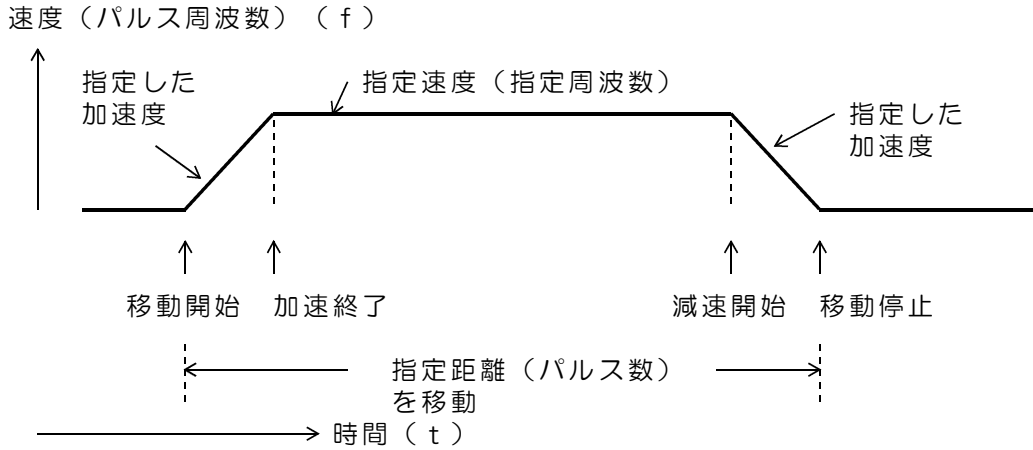 速度（パルス周波数）（ｆ）
指定した
加速度
指定速度（指定周波数）
指定した
加速度
移動開始
加速終了
減速開始
移動停止
指定距離（パルス数）
を移動
時間（ｔ）